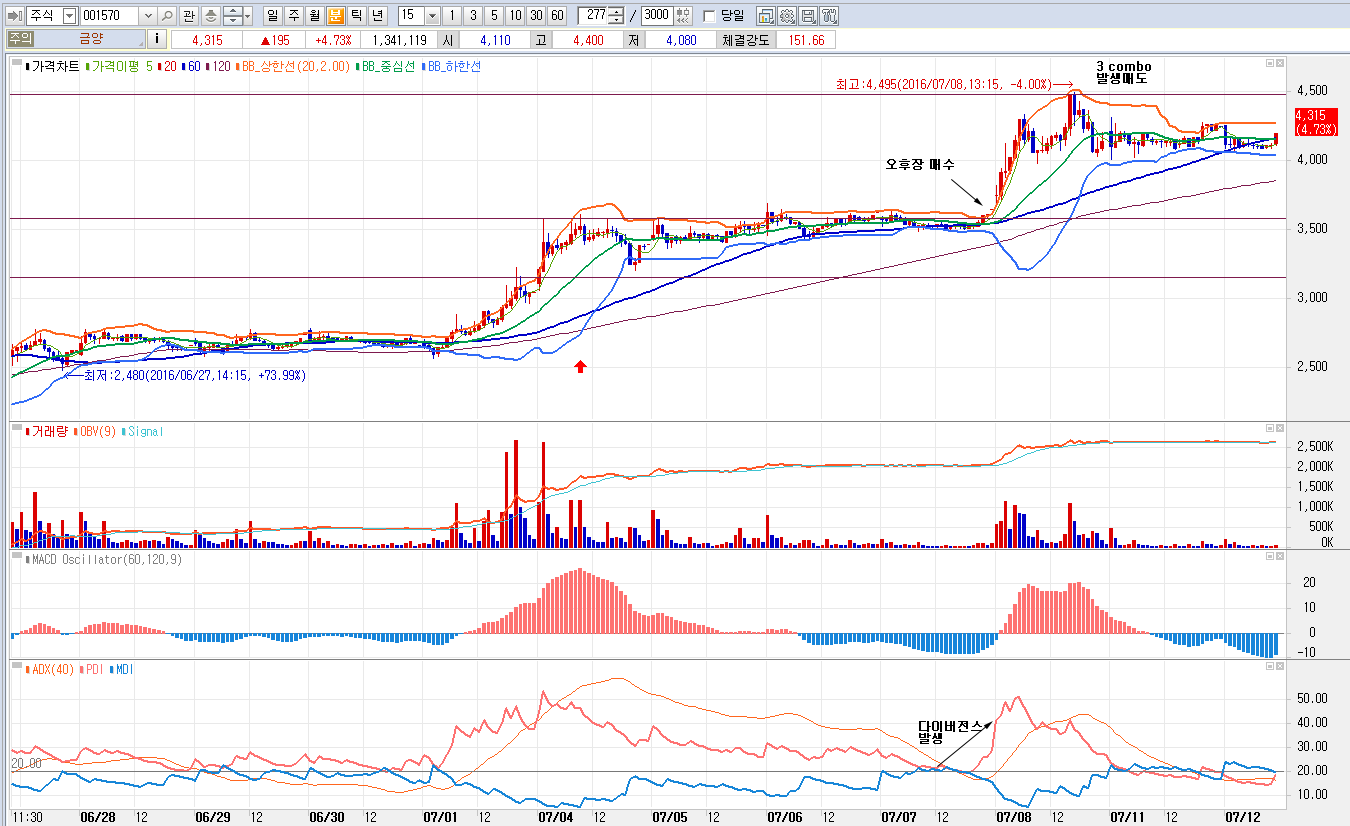 주식 001570 관 일 주 월 분 틱 년 15 1 3 5 10 30 60 277 / 3000 당일
주의 금양 i 4,315 ▲195 +4.73% 1,341,119 시 4,110 고 4,400 저 4,080 체결강도 151.66
가격차트 가격이평 5 20 60 120 BB_상한선(20,2.00) BB_중심선 BB_하한선
3 combo
발생매도
최고:4,495(2016/07/08,13:15, -4.00%)→
4,500
4,315
(4.73%)
4,000
오후장 매수
3,500
3,000
2,500
←최저:2,480(2016/06/27,14:15, +73.99%)
거래량 OBV(9) Signal
2,500K
2,000K
1,500K
1,000K
500K
0K
MACD Oscillator(60,120,9)
20
10
0
-10
ADX(40) PDI MDI
50.00
40.00
다이버전스
발생
30.00
20.00 20.00
10.00
11:30 06/28 12 06/29 12 06/30 12 07/01 12 07/04 12 07/05 12 07/06 12 07/07 12 07/08 12 07/11 12 07/12